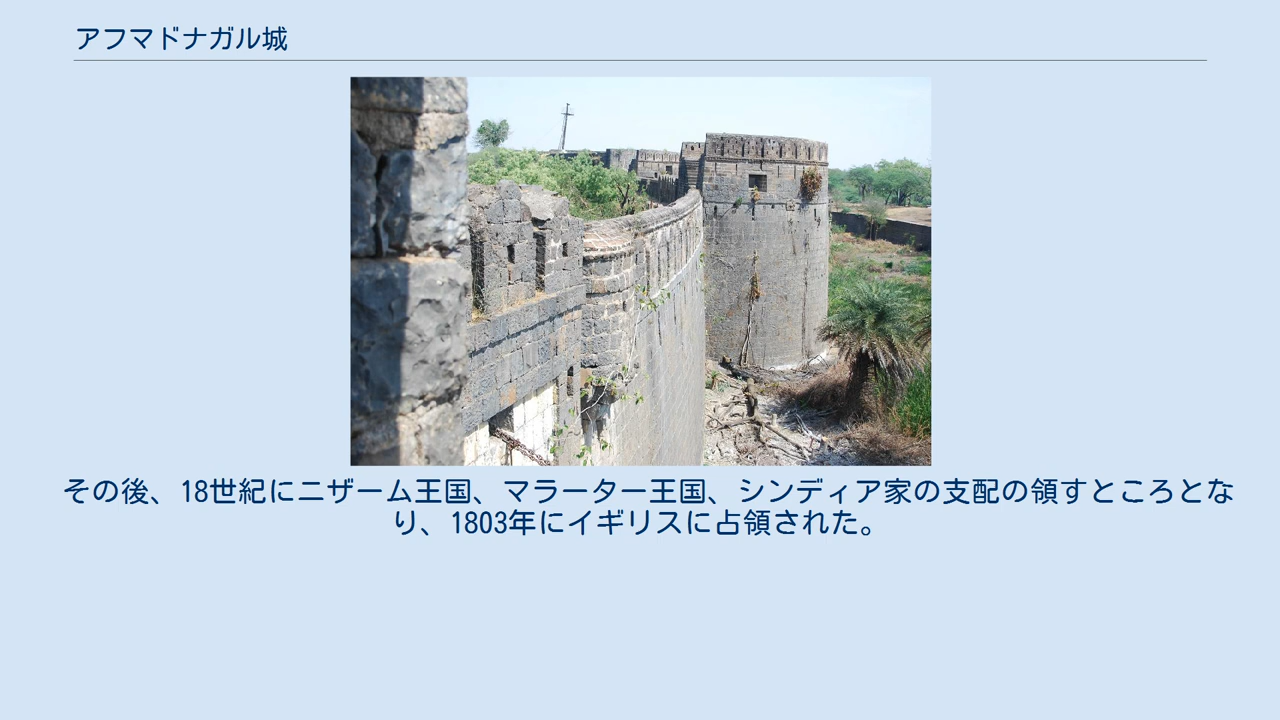 アフマドナガル城
その後、18世紀にニザーム王国、マラーター王国、シンディア家の支配の領すところとな
り、1803年にイギリスに占領された。